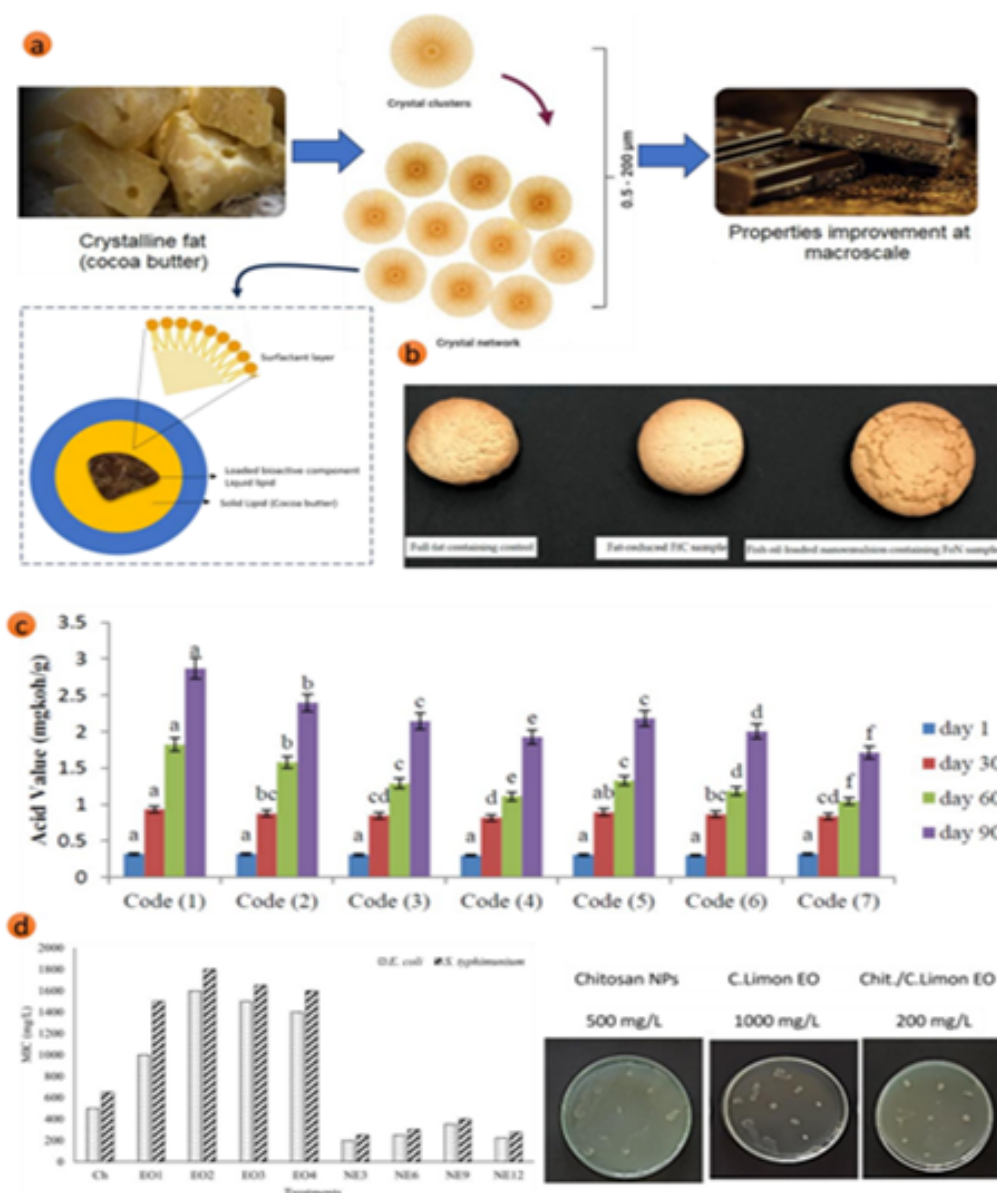 a
Crystal clusters
0.5 - 200 µm
Crystalline fat
(cocoa butter)
Properties improvement at
macroscale
Crystal network
Surfactant layer
Loaded bioactive component
Liquid lipid
Solid Lipid (Cocoa butter)
b
Full-fat containing control
Fat-reduced sample
Fish oil loaded nanoemulsion containing sample
c
Acid Value (mgkoh/g)
3.5
3
2.5
2
1.5
1
0.5
0
a a a a
a bc b b
a cd c c
a d e e
a ab c c
a bc d d
a cd f f
day 1
day 30
day 60
day 90
Code (1) Code (2) Code (3) Code (4) Code (5) Code (6) Code (7)
d
MIC (mg/L)
2000
1800
1600
1400
1200
1000
800
600
400
200
0
E. coli S. typhimurium
Ch EO1 EO2 EO3 EO4 NE3 NE6 NE9 NE12
Treatments
Chitosan NPs C.Limon EO Chit./C.Limon EO
500 mg/L 1000 mg/L 200 mg/L